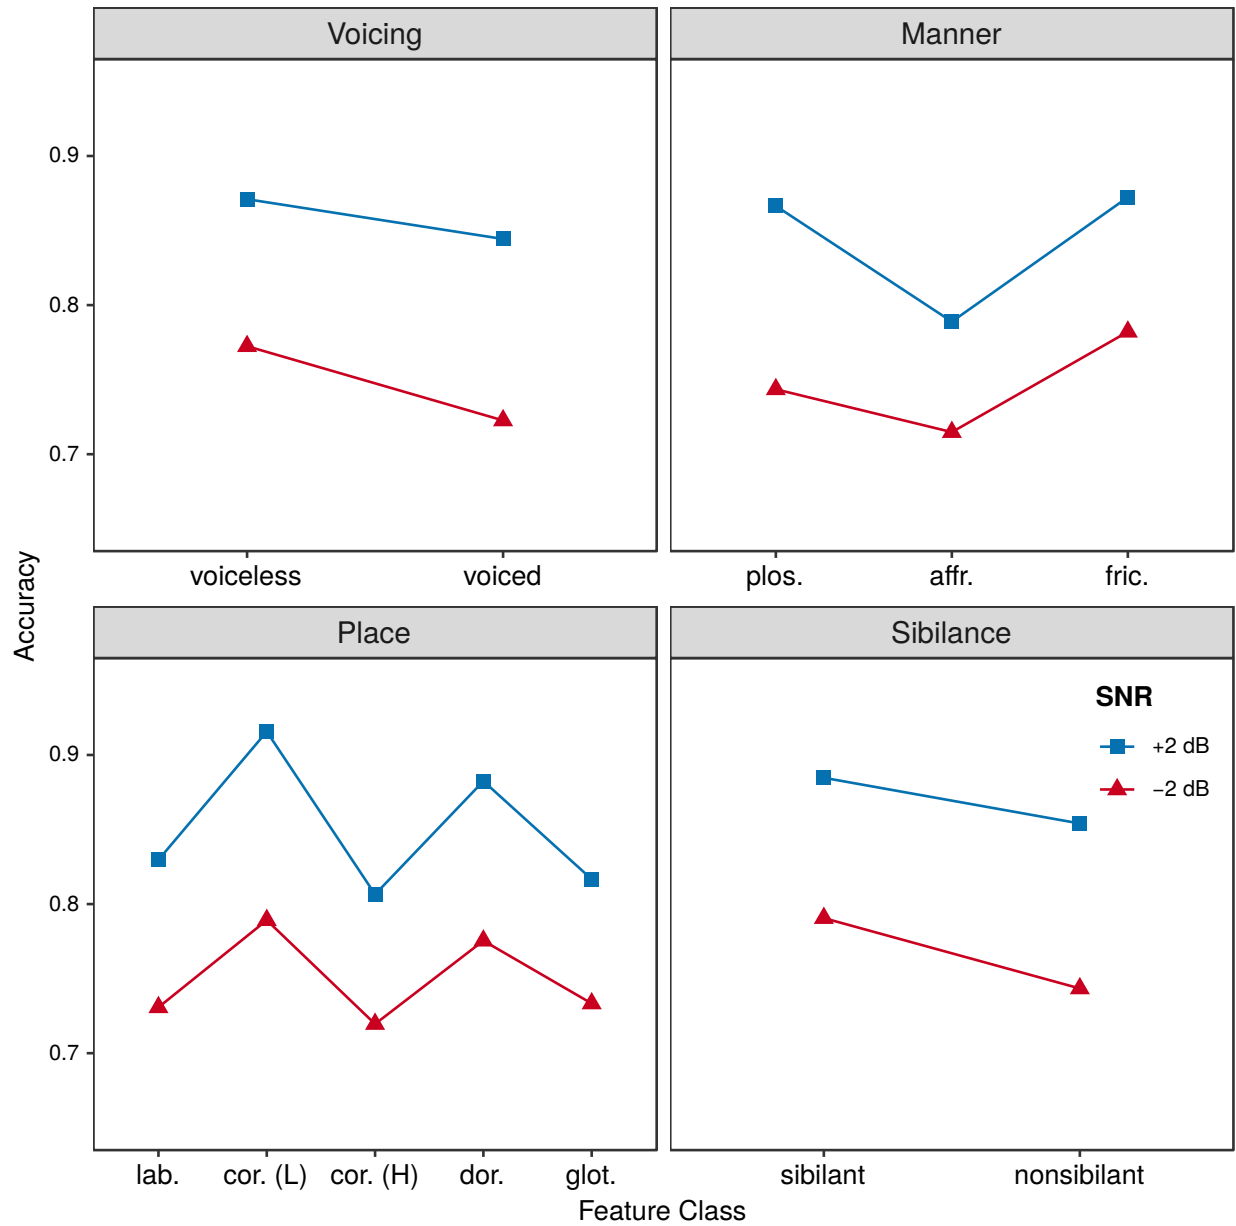 Voicing
Manner
Accuracy
0.9
0.8
0.7
voiceless voiced
plos. affr. fric.
Place
Sibilance
0.9
0.8
0.7
SNR
+2 dB
−2 dB
lab. cor. (L) cor. (H) dor. glot.
sibilant nonsibilant
Feature Class